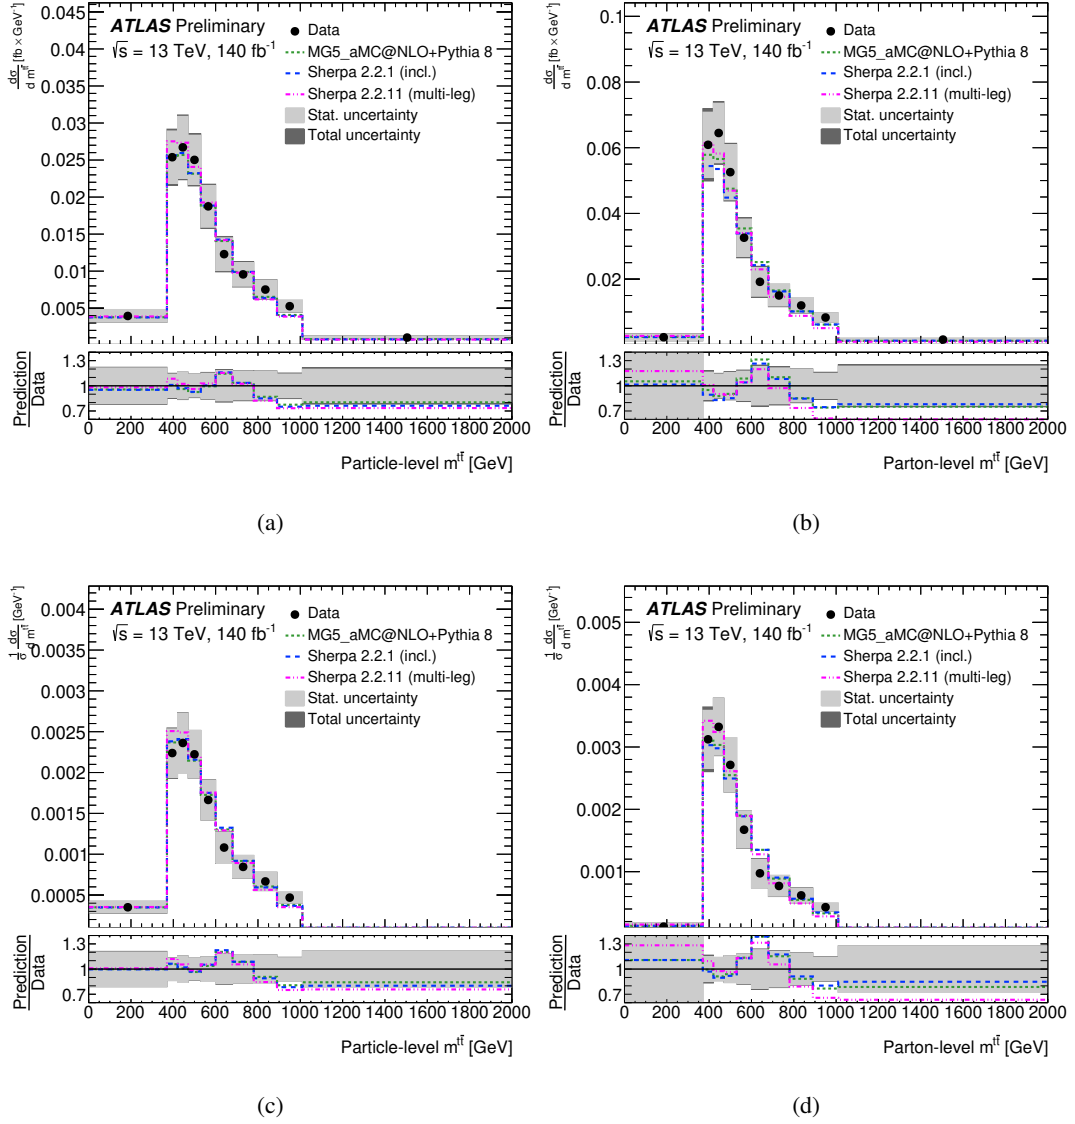 ATLAS Preliminary
√s = 13 TeV, 140 fb⁻¹
Data
MG5_aMC@NLO+Pythia 8
Sherpa 2.2.1 (incl.)
Sherpa 2.2.11 (multi-leg)
Stat. uncertainty
Total uncertainty
dσ / d m^tt̄ [fb × GeV⁻¹]
0.045
0.04
0.035
0.03
0.025
0.02
0.015
0.01
0.005
Prediction
Data
1.3
1
0.7
0 200 400 600 800 1000 1200 1400 1600 1800 2000
Particle-level m^tt̄ [GeV]
(a)
ATLAS Preliminary
√s = 13 TeV, 140 fb⁻¹
Data
MG5_aMC@NLO+Pythia 8
Sherpa 2.2.1 (incl.)
Sherpa 2.2.11 (multi-leg)
Stat. uncertainty
Total uncertainty
dσ / d m^tt̄ [fb × GeV⁻¹]
0.1
0.08
0.06
0.04
0.02
Prediction
Data
1.3
1
0.7
0 200 400 600 800 1000 1200 1400 1600 1800 2000
Parton-level m^tt̄ [GeV]
(b)
ATLAS Preliminary
√s = 13 TeV, 140 fb⁻¹
Data
MG5_aMC@NLO+Pythia 8
Sherpa 2.2.1 (incl.)
Sherpa 2.2.11 (multi-leg)
Stat. uncertainty
Total uncertainty
1/σ dσ / d m^tt̄ [GeV⁻¹]
0.004
0.0035
0.003
0.0025
0.002
0.0015
0.001
0.0005
Prediction
Data
1.3
1
0.7
0 200 400 600 800 1000 1200 1400 1600 1800 2000
Particle-level m^tt̄ [GeV]
(c)
ATLAS Preliminary
√s = 13 TeV, 140 fb⁻¹
Data
MG5_aMC@NLO+Pythia 8
Sherpa 2.2.1 (incl.)
Sherpa 2.2.11 (multi-leg)
Stat. uncertainty
Total uncertainty
1/σ dσ / d m^tt̄ [GeV⁻¹]
0.005
0.004
0.003
0.002
0.001
Prediction
Data
1.3
1
0.7
0 200 400 600 800 1000 1200 1400 1600 1800 2000
Parton-level m^tt̄ [GeV]
(d)